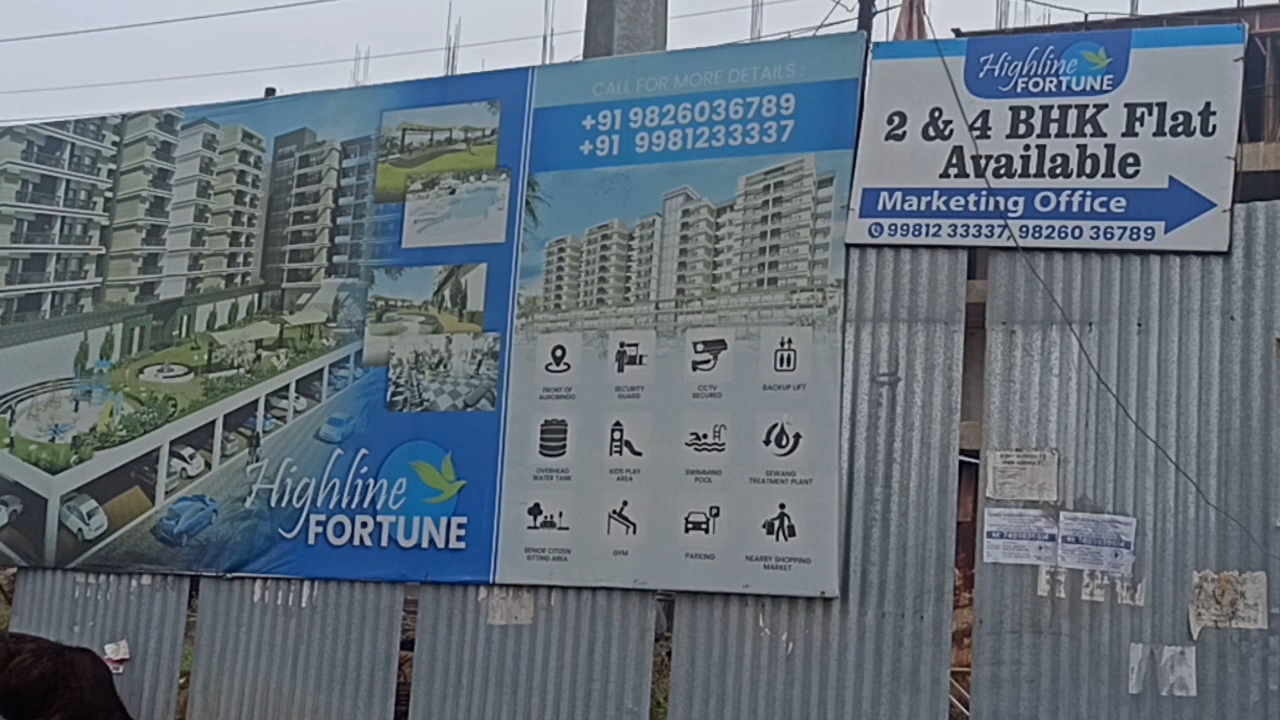 CALL FOR MORE DETAILS :
+91 9826036789
+91 9981233337
FRONT OF
AUROBINDO
SECURITY
GUARD
CCTV
SECURED
BACKUP LIFT
OVERHEAD
WATER TANK
KIDS PLAY
AREA
SWIMMING
POOL
SEWANG
TREATMENT PLANT
SENIOR CITIZEN
SITTING AREA
GYM
PARKING
NEARBY SHOPPING
MARKET
Highline
FORTUNE
Highline
FORTUNE
2 & 4 BHK Flat
Available
Marketing Office
99812 33337, 98260 36789